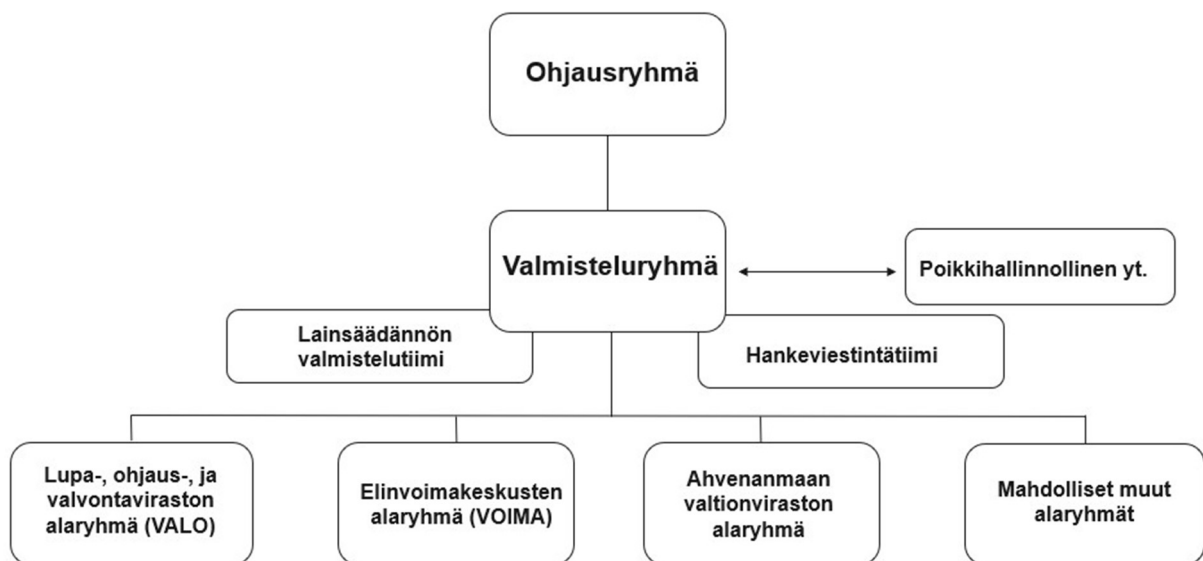 Ohjausryhmä
Valmisteluryhmä
Poikkihallinnollinen yt.
Lainsäädännön
valmistelutiimi
Hankeviestintätiimi
Lupa-, ohjaus-, ja
valvontaviraston
alaryhmä (VALO)
Elinvoimakeskusten
alaryhmä (VOIMA)
Ahvenanmaan
valtionviraston
alaryhmä
Mahdolliset muut
alaryhmät